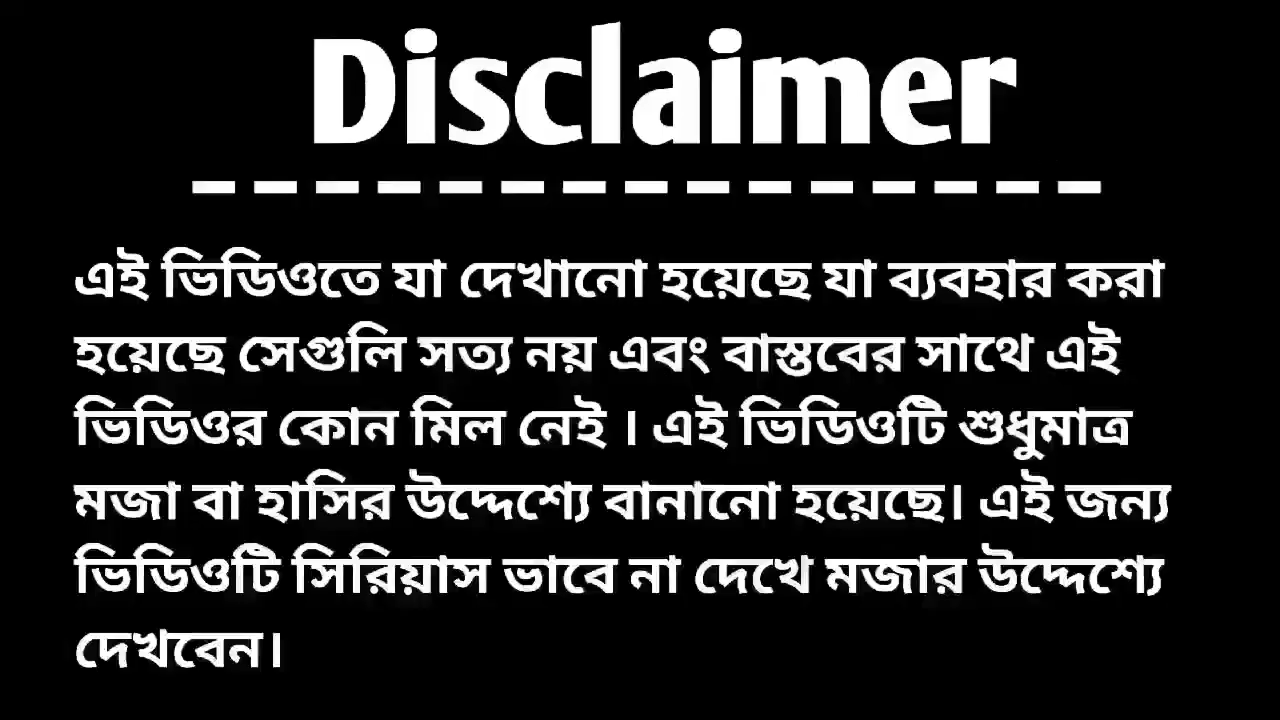 Disclaimer
এই ভিডিওতে যা দেখানো হয়েছে যা ব্যবহার করা
হয়েছে সেগুলি সত্য নয় এবং বাস্তবের সাথে এই
ভিডিওর কোন মিল নেই । এই ভিডিওটি শুধুমাত্র
মজা বা হাসির উদ্দেশ্যে বানানো হয়েছে। এই জন্য
ভিডিওটি সিরিয়াস ভাবে না দেখে মজার উদ্দেশ্যে
দেখবেন।